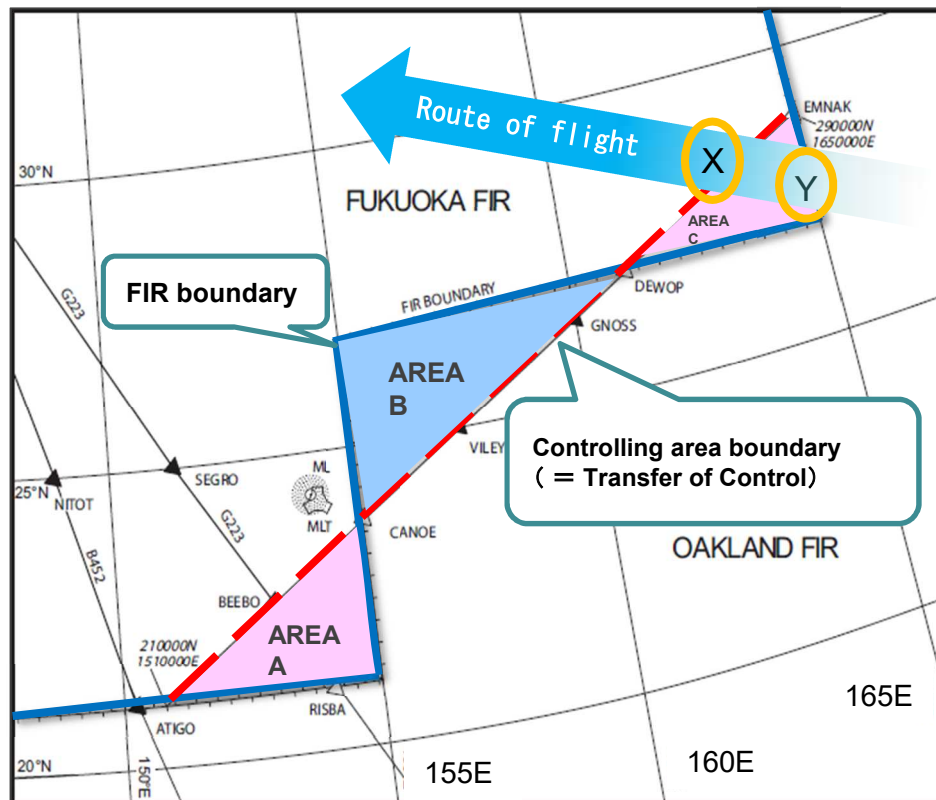 EMNAK
290000N
1650000E
Route of flight
X
Y
30°N
FUKUOKA FIR
AREA
C
FIR boundary
FIR BOUNDARY
DEWOP
G223
GNOSS
AREA
B
Controlling area boundary
( = Transfer of Control)
VILEY
ML
SEGRO
25°N
NITOT
MLT
CANOE
G223
OAKLAND FIR
B452
BEEBO
210000N
1510000E
AREA
A
RISBA
ATIGO
165E
20°N
150°E
155E
160E